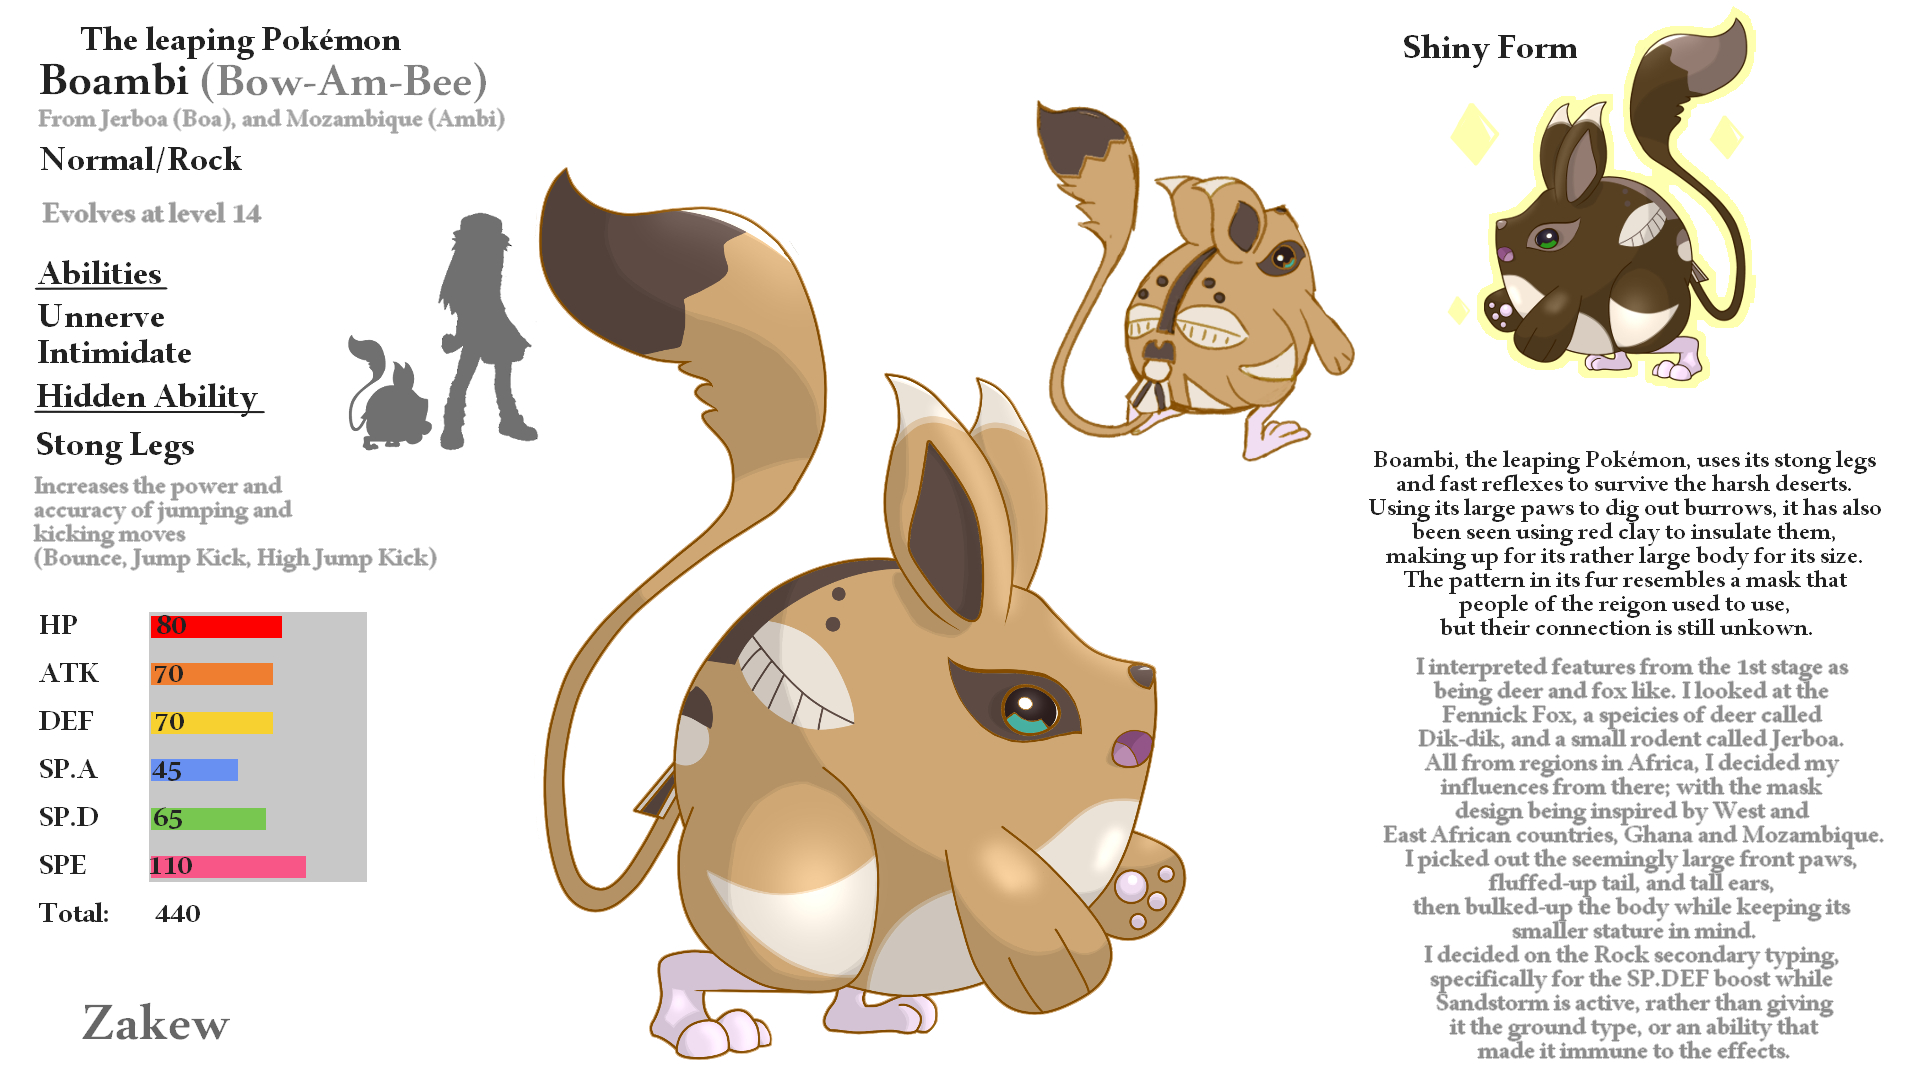 The leaping Pokémon
Boambi (Bow-Am-Bee)
From Jerboa (Boa), and Mozambique (Ambi)
Normal/Rock
Evolves at level 14
Abilities
Unnerve
Intimidate
Hidden Ability
Stong Legs
Increases the power and
accuracy of jumping and
kicking moves
(Bounce, Jump Kick, High Jump Kick)
HP 80
ATK 70
DEF 70
SP.A 45
SP.D 65
SPE 110
Total: 440
Zakew
Shiny Form
Boambi, the leaping Pokémon, uses its stong legs
and fast reflexes to survive the harsh deserts.
Using its large paws to dig out burrows, it has also
been seen using red clay to insulate them,
making up for its rather large body for its size.
The pattern in its fur resembles a mask that
people of the reigon used to use,
but their connection is still unkown.
I interpreted features from the 1st stage as
being deer and fox like. I looked at the
Fennick Fox, a speicies of deer called
Dik-dik, and a small rodent called Jerboa.
All from regions in Africa, I decided my
influences from there; with the mask
design being inspired by West and
East African countries, Ghana and Mozambique.
I picked out the seemingly large front paws,
fluffed-up tail, and tall ears,
then bulked-up the body while keeping its
smaller stature in mind.
I decided on the Rock secondary typing,
specifically for the SP.DEF boost while
Sandstorm is active, rather than giving
it the ground type, or an ability that
made it immune to the effects.